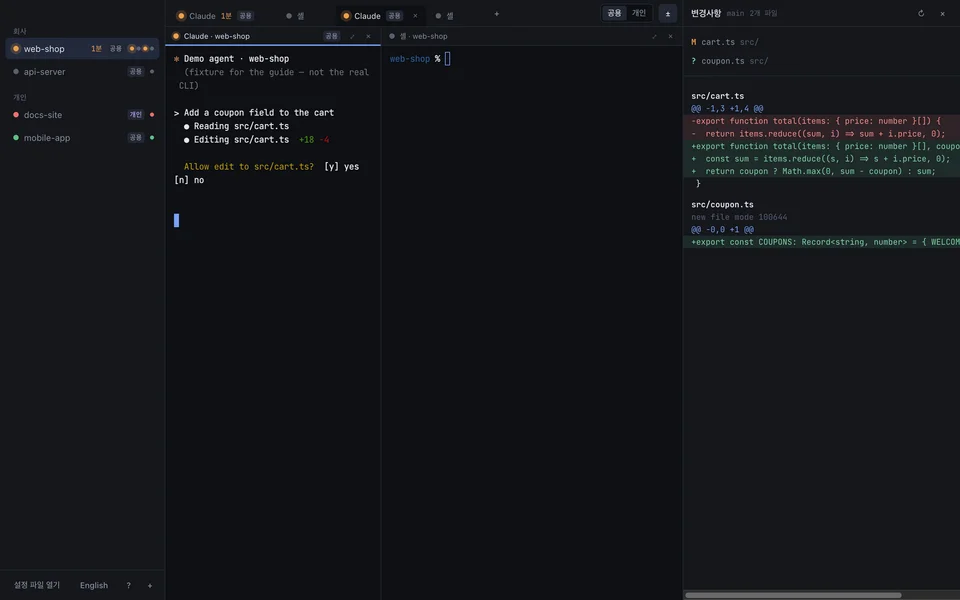 회사
web-shop 1분 공용
api-server 공용
개인
docs-site 개인
mobile-app 공용
설정 파일 열기 English ? +
Claude 1분 공용
셸
Claude 공용 ×
셸
+
공용 개인 ±
Claude · web-shop 공용 ✓ ×
✻ Demo agent · web-shop
(fixture for the guide — not the real
CLI)
> Add a coupon field to the cart
● Reading src/cart.ts
● Editing src/cart.ts +18 -4
Allow edit to src/cart.ts? [y] yes
[n] no
셸 · web-shop ✓ ×
web-shop %
변경사항 main 2개 파일 ↻ ×
M cart.ts src/
? coupon.ts src/
src/cart.ts
@@ -1,3 +1,4 @@
-export function total(items: { price: number }[]) {
-  return items.reduce((sum, i) => sum + i.price, 0);
+export function total(items: { price: number }[], coupo
+  const sum = items.reduce((s, i) => s + i.price, 0);
+  return coupon ? Math.max(0, sum - coupon) : sum;
}
src/coupon.ts
new file mode 100644
@@ -0,0 +1 @@
+export const COUPONS: Record<string, number> = { WELCOM